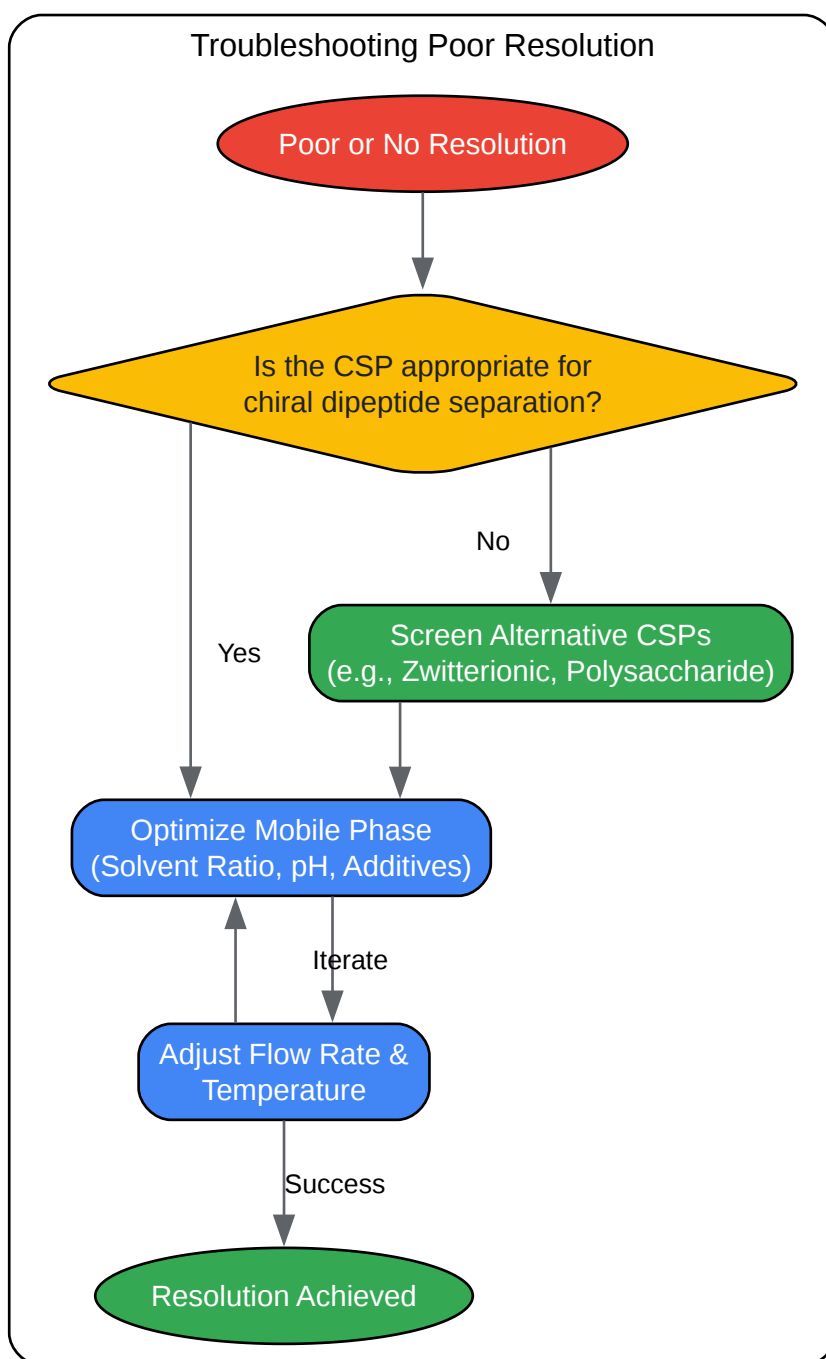 Troubleshooting Poor Resolution
Poor or No Resolution
Is the CSP appropriate for
chiral dipeptide separation?
No
Screen Alternative CSPs
(e.g., Zwitterionic, Polysaccharide)
Yes
Optimize Mobile Phase
(Solvent Ratio, pH, Additives)
Iterate
Adjust Flow Rate &
Temperature
Success
Resolution Achieved